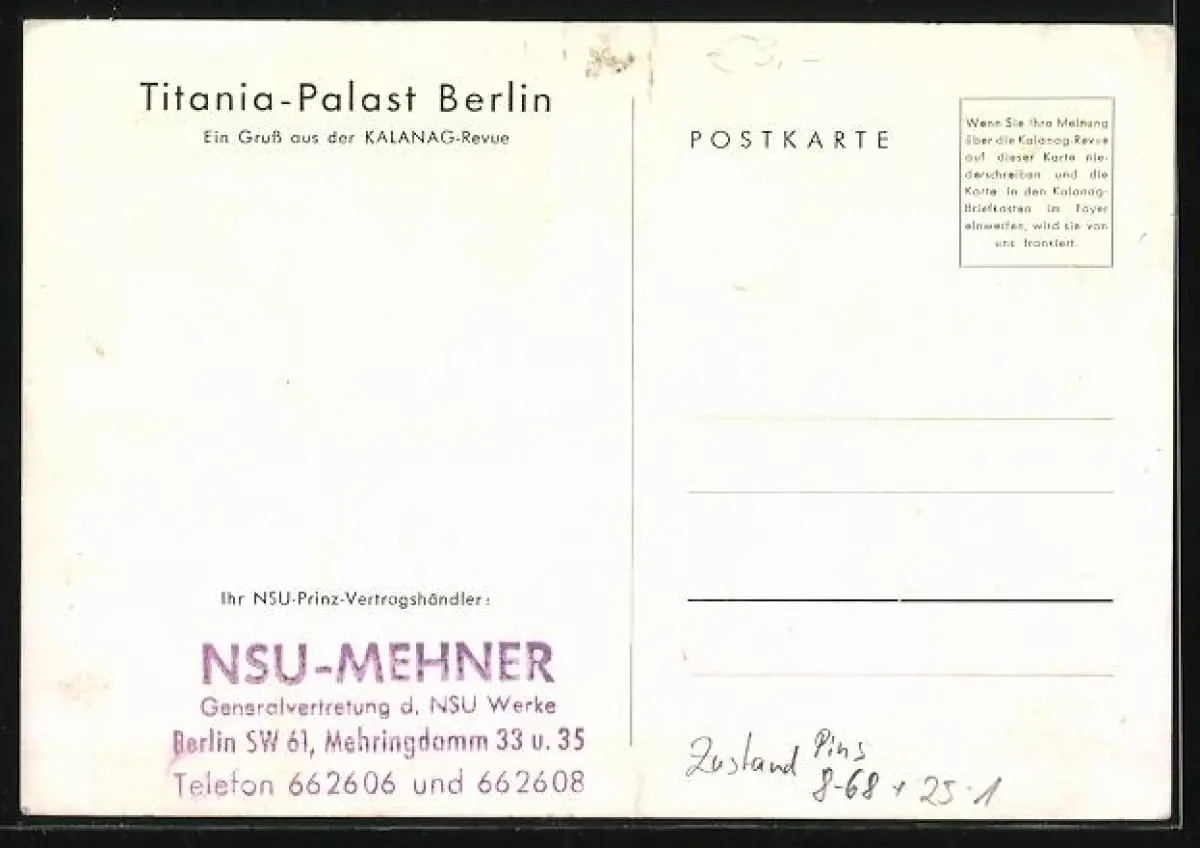 Titania-Palast Berlin
Ein Gruß aus der KALANAG-Revue
Ihr NSU-Prinz-Vertragshändler:
NSU-MEHNER
Generalvertretung d. NSU Werke
Berlin SW 61, Mehringdamm 33 u. 35
Telefon 662606 und 662608
POSTKARTE
Wenn Sie Ihre Meinung
über die Kalanag-Revue
auf dieser Karte nie-
derschreiben und die
Karte in den Kalanag-
Briefkasten im Foyer
einwerfen, wird sie von
uns frankiert.
Zustand
8-68 + 25-1